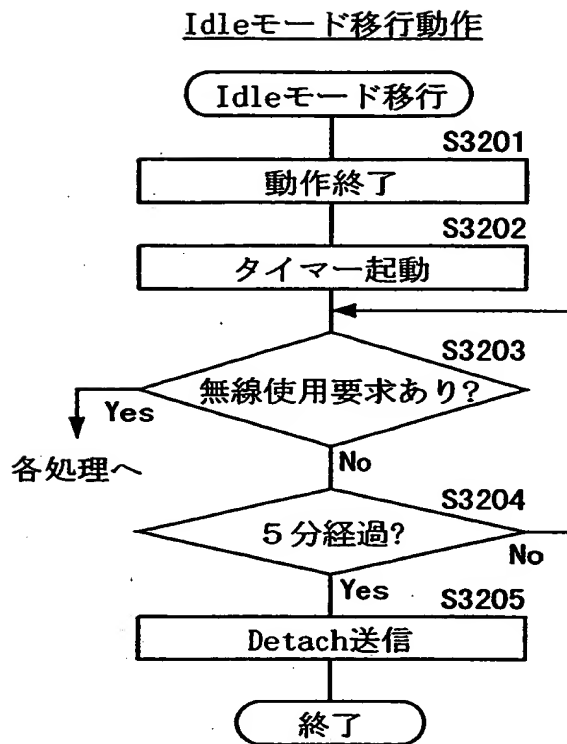 Idleモード移行動作
Idleモード移行
S3201
動作終了
S3202
タイマー起動
S3203
無線使用要求あり?
Yes
各処理へ
No
S3204
5分経過?
No
Yes
S3205
Detach送信
終了